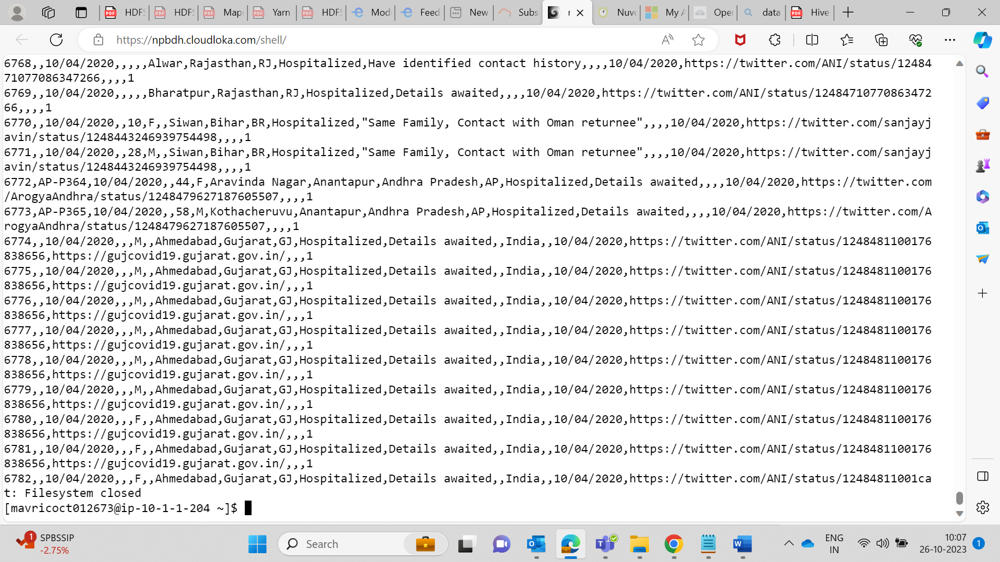 HDFS
HDFS
Map
Yarn
HDFS
Mod
Feed
New
Subs
r
Nuve
My A
Oper
data
Hive
https://npbdh.cloudloka.com/shell/
6768,,10/04/2020,,,,,Alwar,Rajasthan,RJ,Hospitalized,Have identified contact history,,,,10/04/2020,https://twitter.com/ANI/status/12484
71077086347266,,,,1
6769,,10/04/2020,,,,,Bharatpur,Rajasthan,RJ,Hospitalized,Details awaited,,,,10/04/2020,https://twitter.com/ANI/status/124847107708634​72
66,,,,1
6770,,10/04/2020,,10,F,,Siwan,Bihar,BR,Hospitalized,"Same Family, Contact with Oman returnee",,,,10/04/2020,https://twitter.com/sanjayj
avin/status/1248443246939754498,,,,1
6771,,10/04/2020,,28,M,,Siwan,Bihar,BR,Hospitalized,"Same Family, Contact with Oman returnee",,,,10/04/2020,https://twitter.com/sanjayj
avin/status/1248443246939754498,,,,1
6772,AP-P364,10/04/2020,,44,F,Aravinda Nagar,Anantapur,Andhra Pradesh,AP,Hospitalized,Details awaited,,,,10/04/2020,https://twitter.com
/ArogyaAndhra/status/1248479627187605507,,,,1
6773,AP-P365,10/04/2020,,58,M,Kothacheruvu,Anantapur,Andhra Pradesh,AP,Hospitalized,Details awaited,,,,10/04/2020,https://twitter.com/A
rogyaAndhra/status/1248479627187605507,,,,1
6774,,10/04/2020,,,M,,Ahmedabad,Gujarat,GJ,Hospitalized,Details awaited,,India,,10/04/2020,https://twitter.com/ANI/status/1248481100176
838656,https://gujcovid19.gujarat.gov.in/,,,1
6775,,10/04/2020,,,M,,Ahmedabad,Gujarat,GJ,Hospitalized,Details awaited,,India,,10/04/2020,https://twitter.com/ANI/status/1248481100176
838656,https://gujcovid19.gujarat.gov.in/,,,1
6776,,10/04/2020,,,M,,Ahmedabad,Gujarat,GJ,Hospitalized,Details awaited,,India,,10/04/2020,https://twitter.com/ANI/status/1248481100176
838656,https://gujcovid19.gujarat.gov.in/,,,1
6777,,10/04/2020,,,M,,Ahmedabad,Gujarat,GJ,Hospitalized,Details awaited,,India,,10/04/2020,https://twitter.com/ANI/status/1248481100176
838656,https://gujcovid19.gujarat.gov.in/,,,1
6778,,10/04/2020,,,M,,Ahmedabad,Gujarat,GJ,Hospitalized,Details awaited,,India,,10/04/2020,https://twitter.com/ANI/status/1248481100176
838656,https://gujcovid19.gujarat.gov.in/,,,1
6779,,10/04/2020,,,M,,Ahmedabad,Gujarat,GJ,Hospitalized,Details awaited,,India,,10/04/2020,https://twitter.com/ANI/status/1248481100176
838656,https://gujcovid19.gujarat.gov.in/,,,1
6780,,10/04/2020,,,F,,Ahmedabad,Gujarat,GJ,Hospitalized,Details awaited,,India,,10/04/2020,https://twitter.com/ANI/status/1248481100176
838656,https://gujcovid19.gujarat.gov.in/,,,1
6781,,10/04/2020,,,F,,Ahmedabad,Gujarat,GJ,Hospitalized,Details awaited,,India,,10/04/2020,https://twitter.com/ANI/status/1248481100176
838656,https://gujcovid19.gujarat.gov.in/,,,1
6782,,10/04/2020,,,F,,Ahmedabad,Gujarat,GJ,Hospitalized,Details awaited,,India,,10/04/2020,https://twitter.com/ANI/status/12484811001ca
t: Filesystem closed
[mavricoct012673@ip-10-1-1-204 ~]$
1
SPBSSIP
-2.75%
Search
ENG
IN
10:07
26-10-2023
1